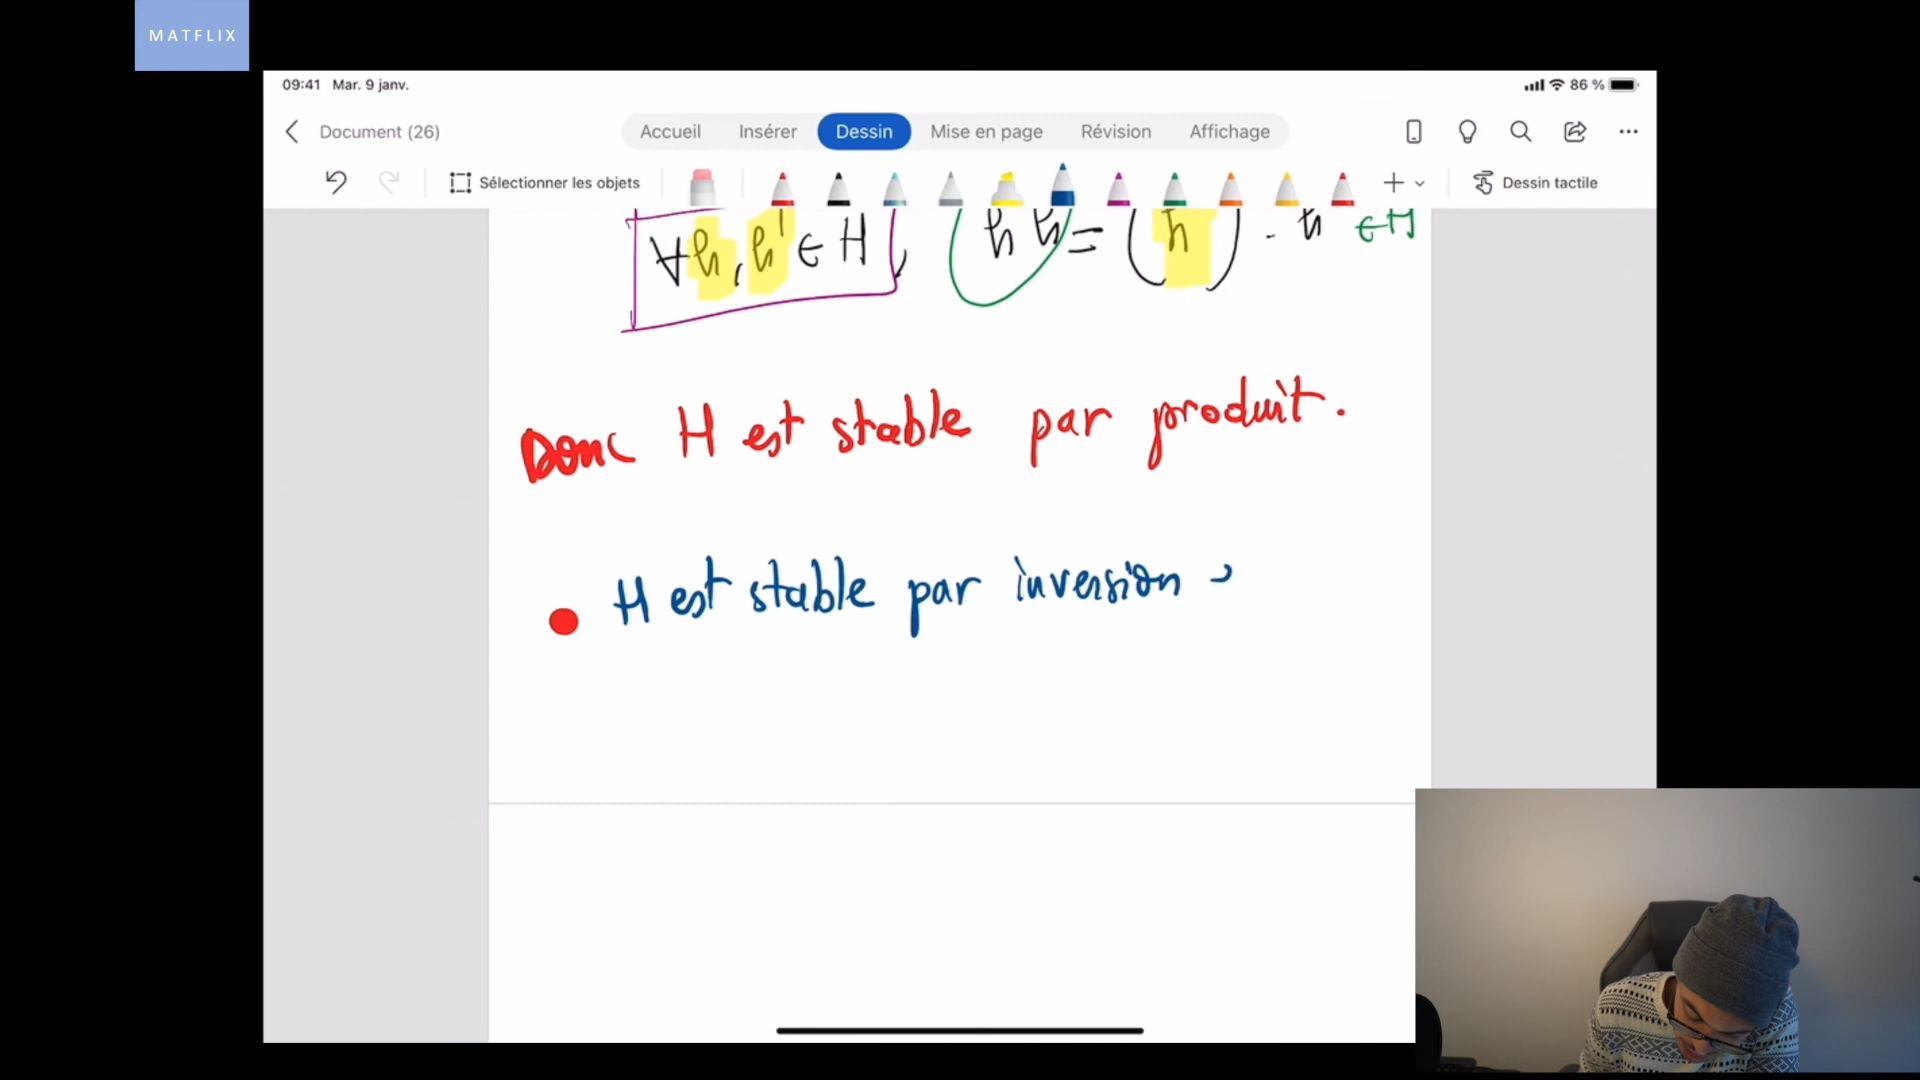 MATFLIX
09:41 Mar. 9 janv.
86 %
Document (26)
Accueil Insérer Dessin Mise en page Révision Affichage
Sélectionner les objets
Dessin tactile
∀h, h' ∈ H, h h' = (h) · h' ∈ H
Donc H est stable par produit.
H est stable par inversion